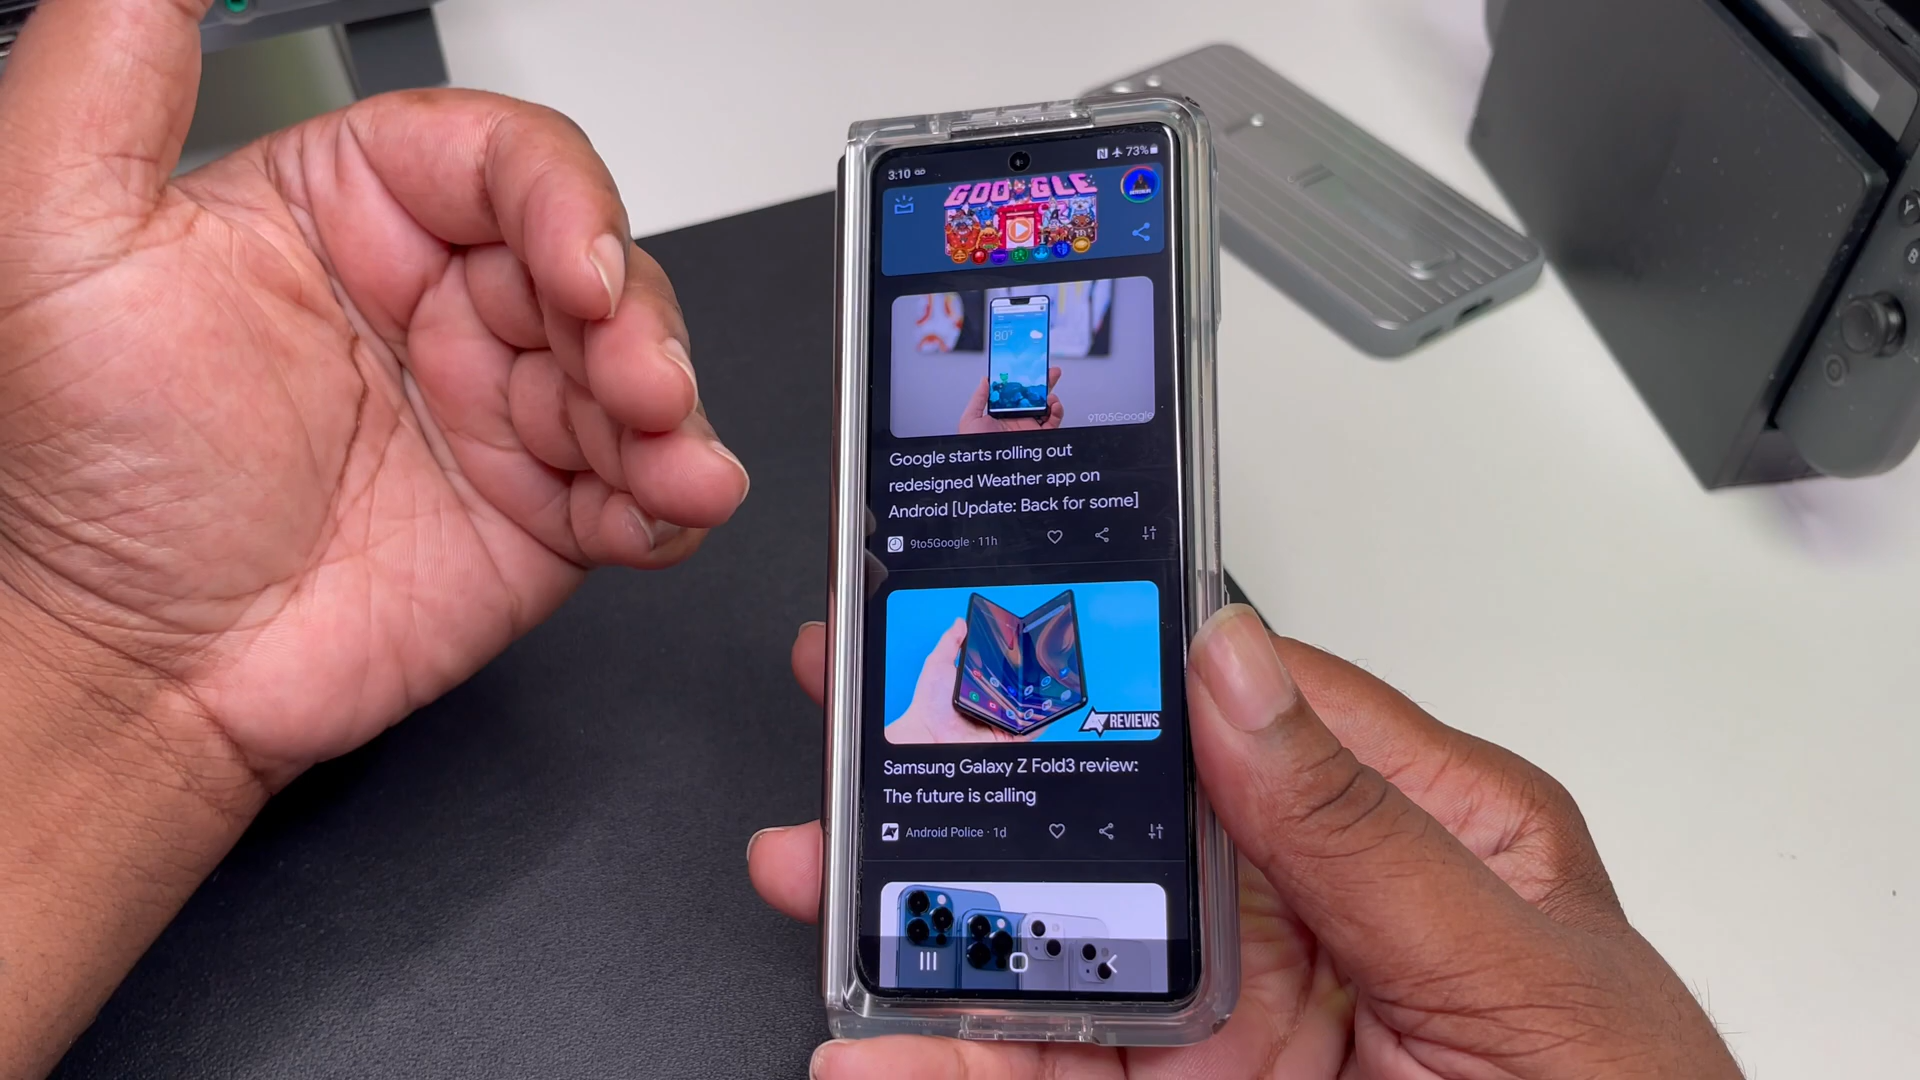 3:10
73%
GOOGLE
80°
9TO5Google
Google starts rolling out
redesigned Weather app on
Android [Update: Back for some]
9to5Google · 11h
REVIEWS
Samsung Galaxy Z Fold3 review:
The future is calling
Android Police · 1d
Y
B